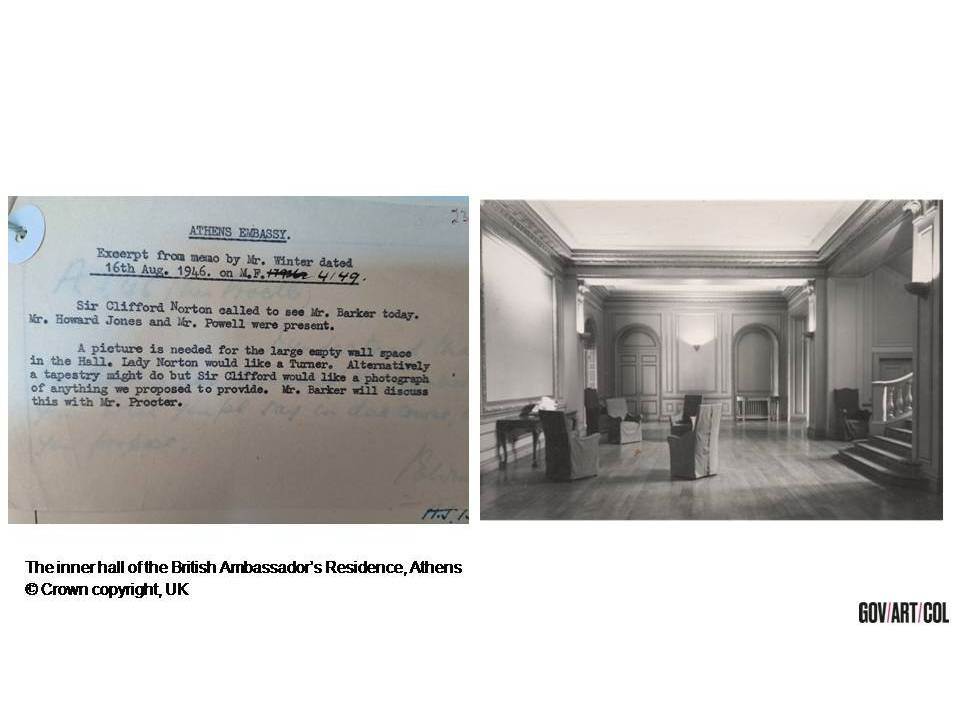 23
ATHENS EMBASSY.
Exerpt from memo by Mr. Winter dated
16th Aug. 1946. on M.F. 4/49.
Sir Clifford Norton called to see Mr. Barker today.
Mr. Howard Jones and Mr. Powell were present.
A picture is needed for the large empty wall space
in the Hall. Lady Norton would like a Turner. Alternatively
a tapestry might do but Sir Clifford would like a photograph
of anything we proposed to provide. Mr. Barker will discuss
this with Mr. Procter.
The inner hall of the British Ambassador's Residence, Athens
© Crown copyright, UK
GOV/ART/COL